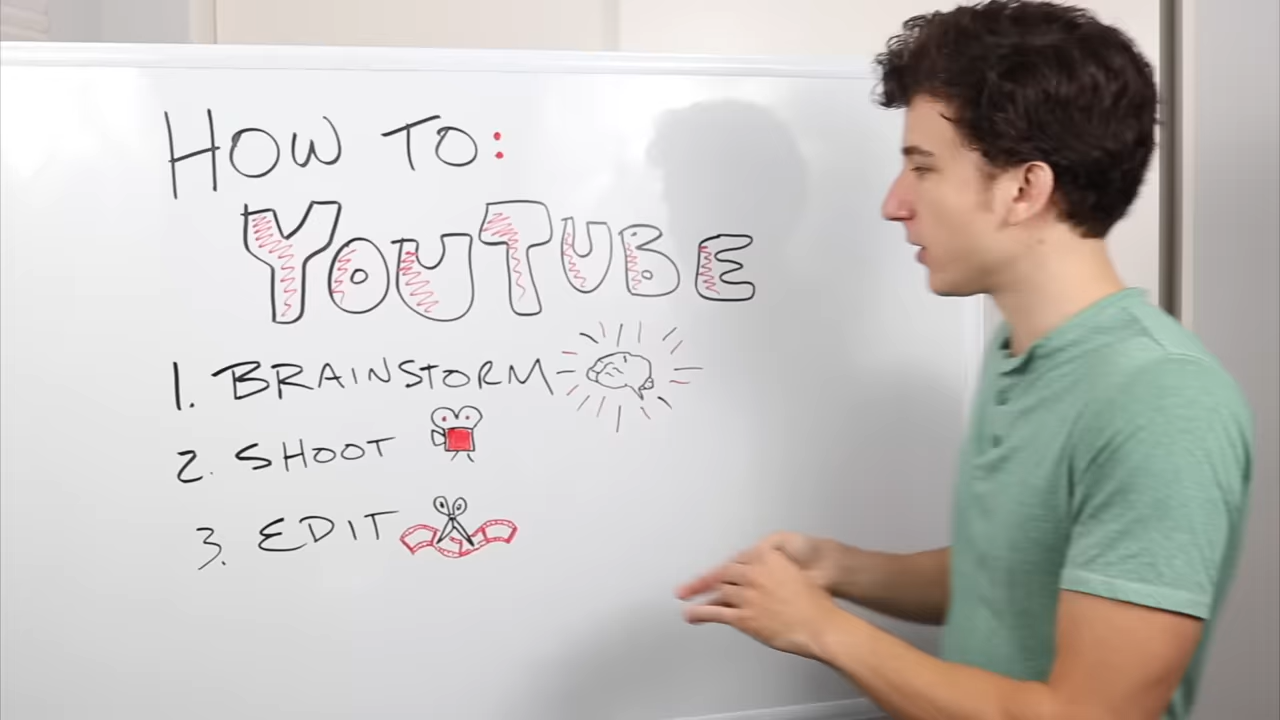 HOW TO:
YOUTUBE
1. BRAINSTORM
2. SHOOT
3. EDIT